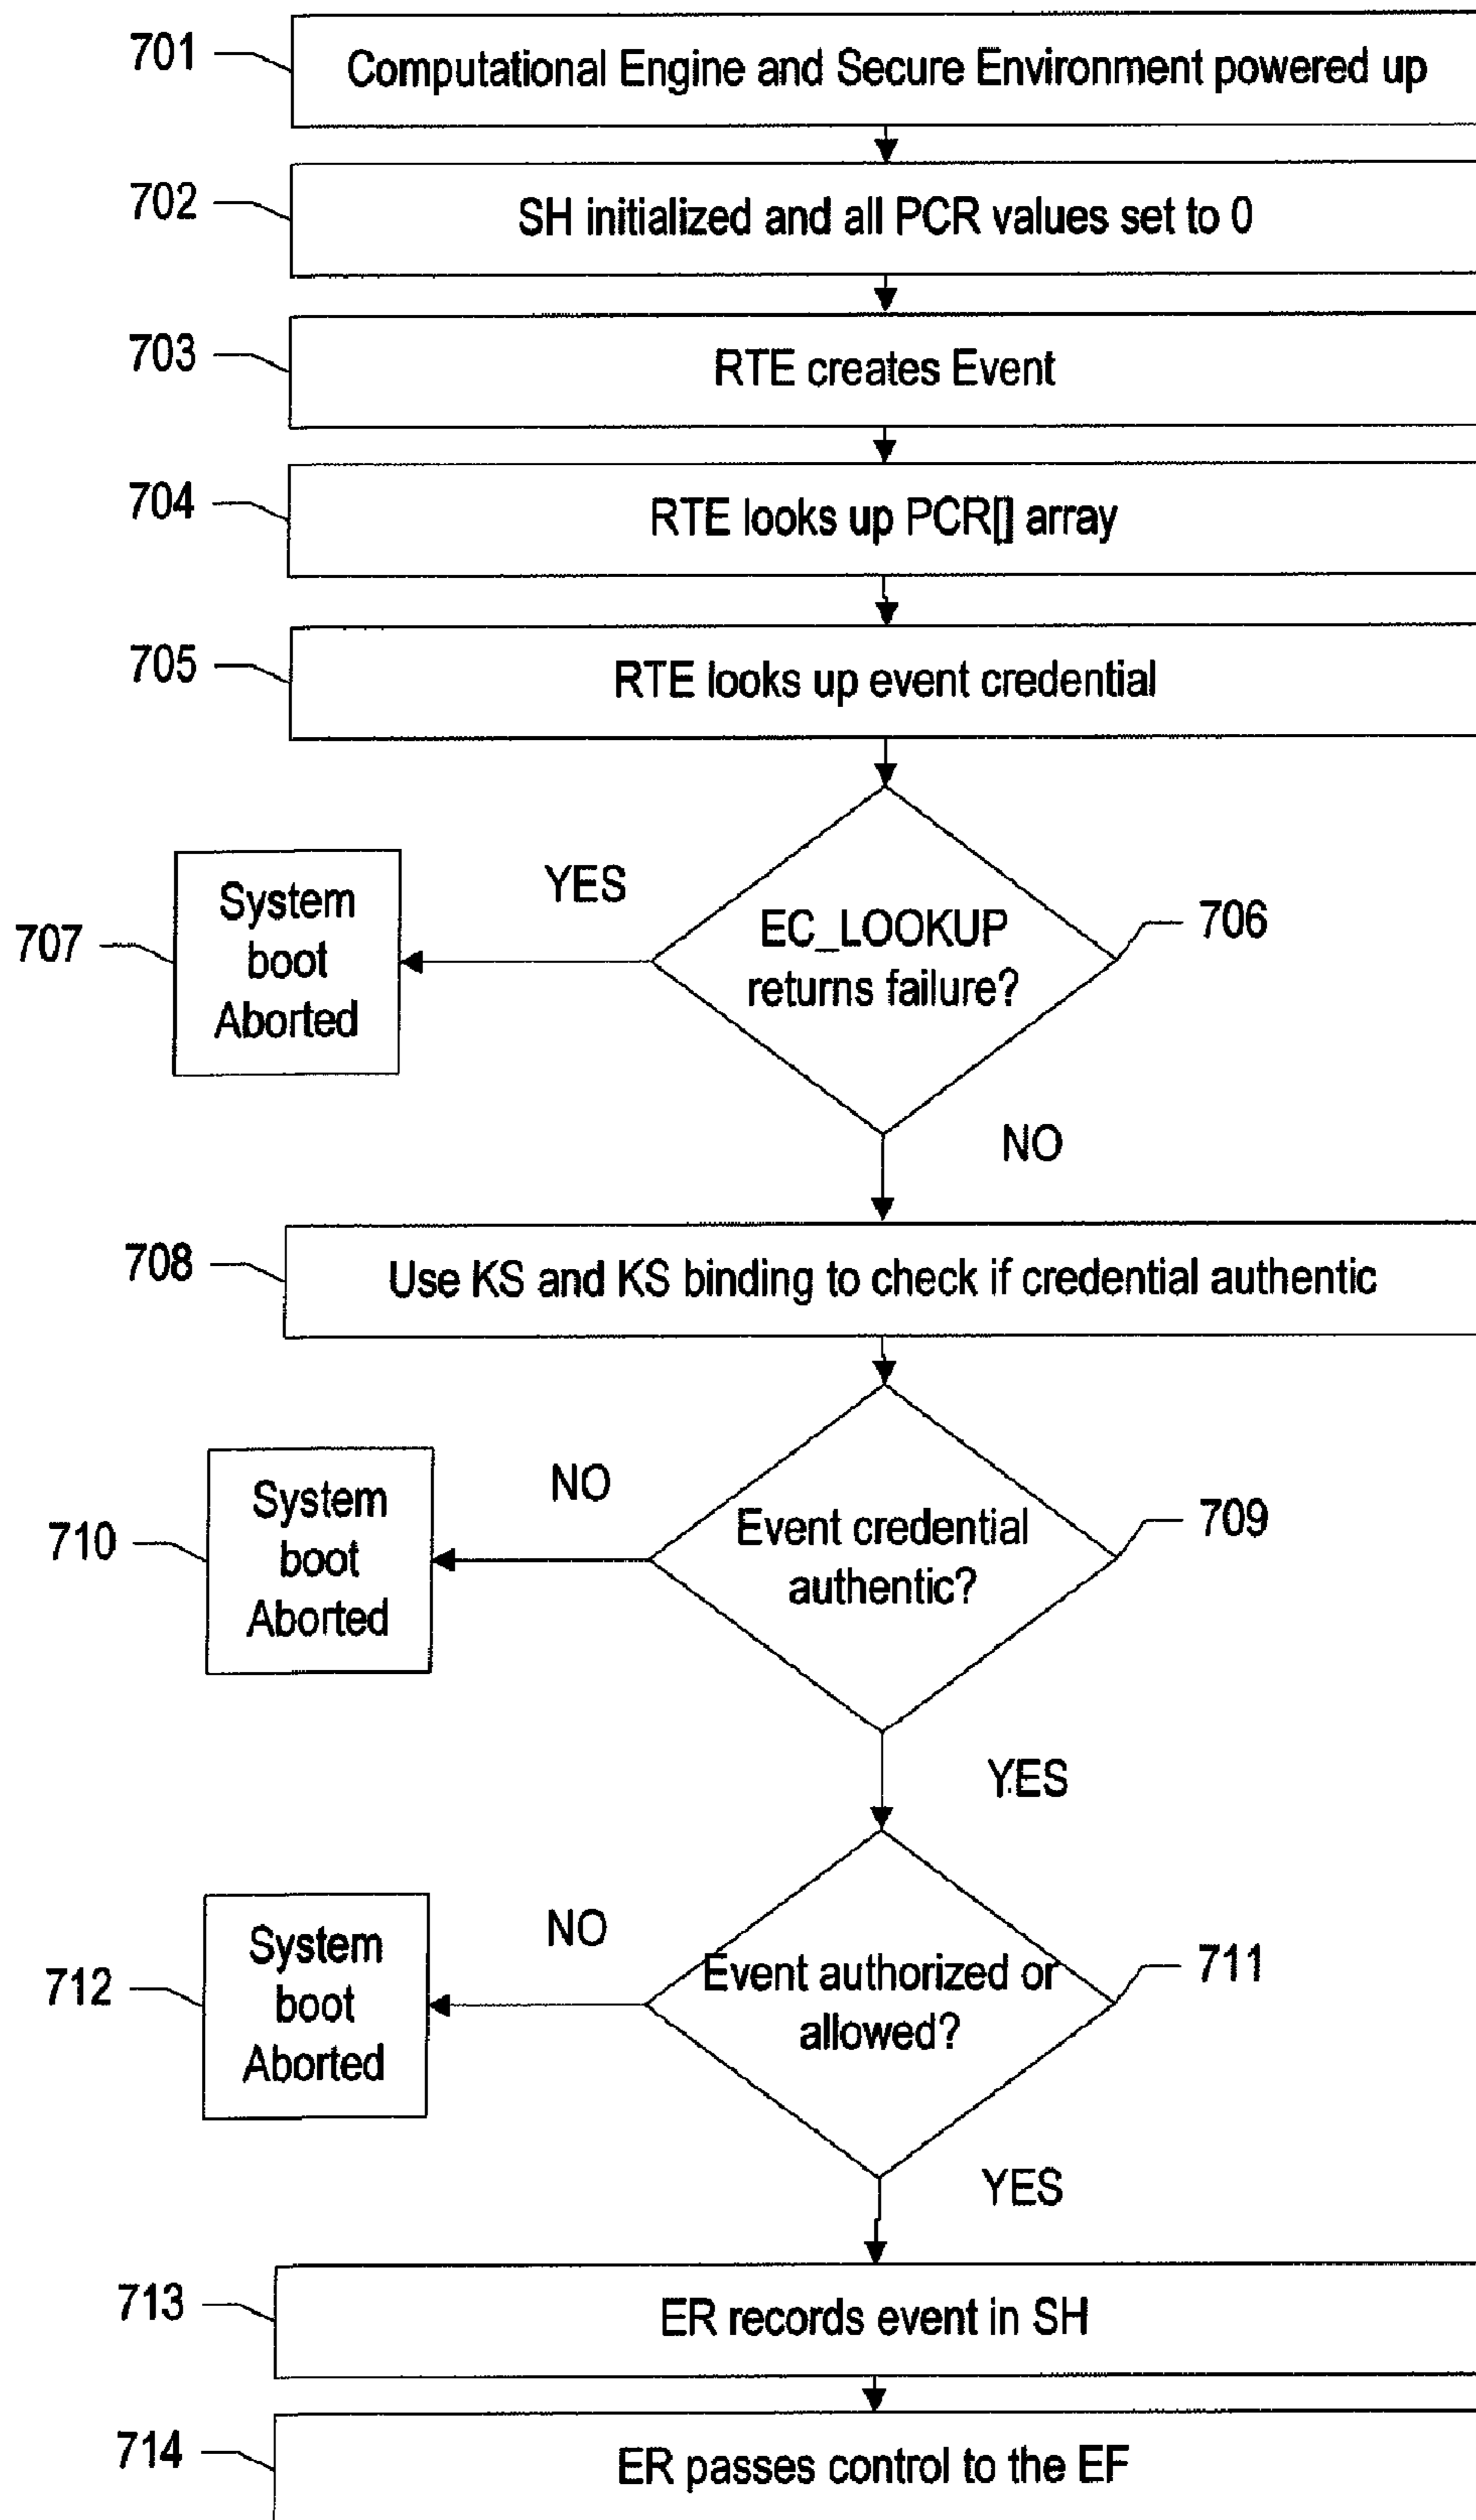 701
Computational Engine and Secure Environment powered up
702
SH initialized and all PCR values set to 0
703
RTE creates Event
704
RTE looks up PCR[] array
705
RTE looks up event credential
YES
System
boot
Aborted
707
EC_LOOKUP
returns failure?
706
NO
708
Use KS and KS binding to check if credential authentic
NO
System
boot
Aborted
710
Event credential
authentic?
709
YES
NO
System
boot
Aborted
712
Event authorized or
allowed?
711
YES
713
ER records event in SH
714
ER passes control to the EF